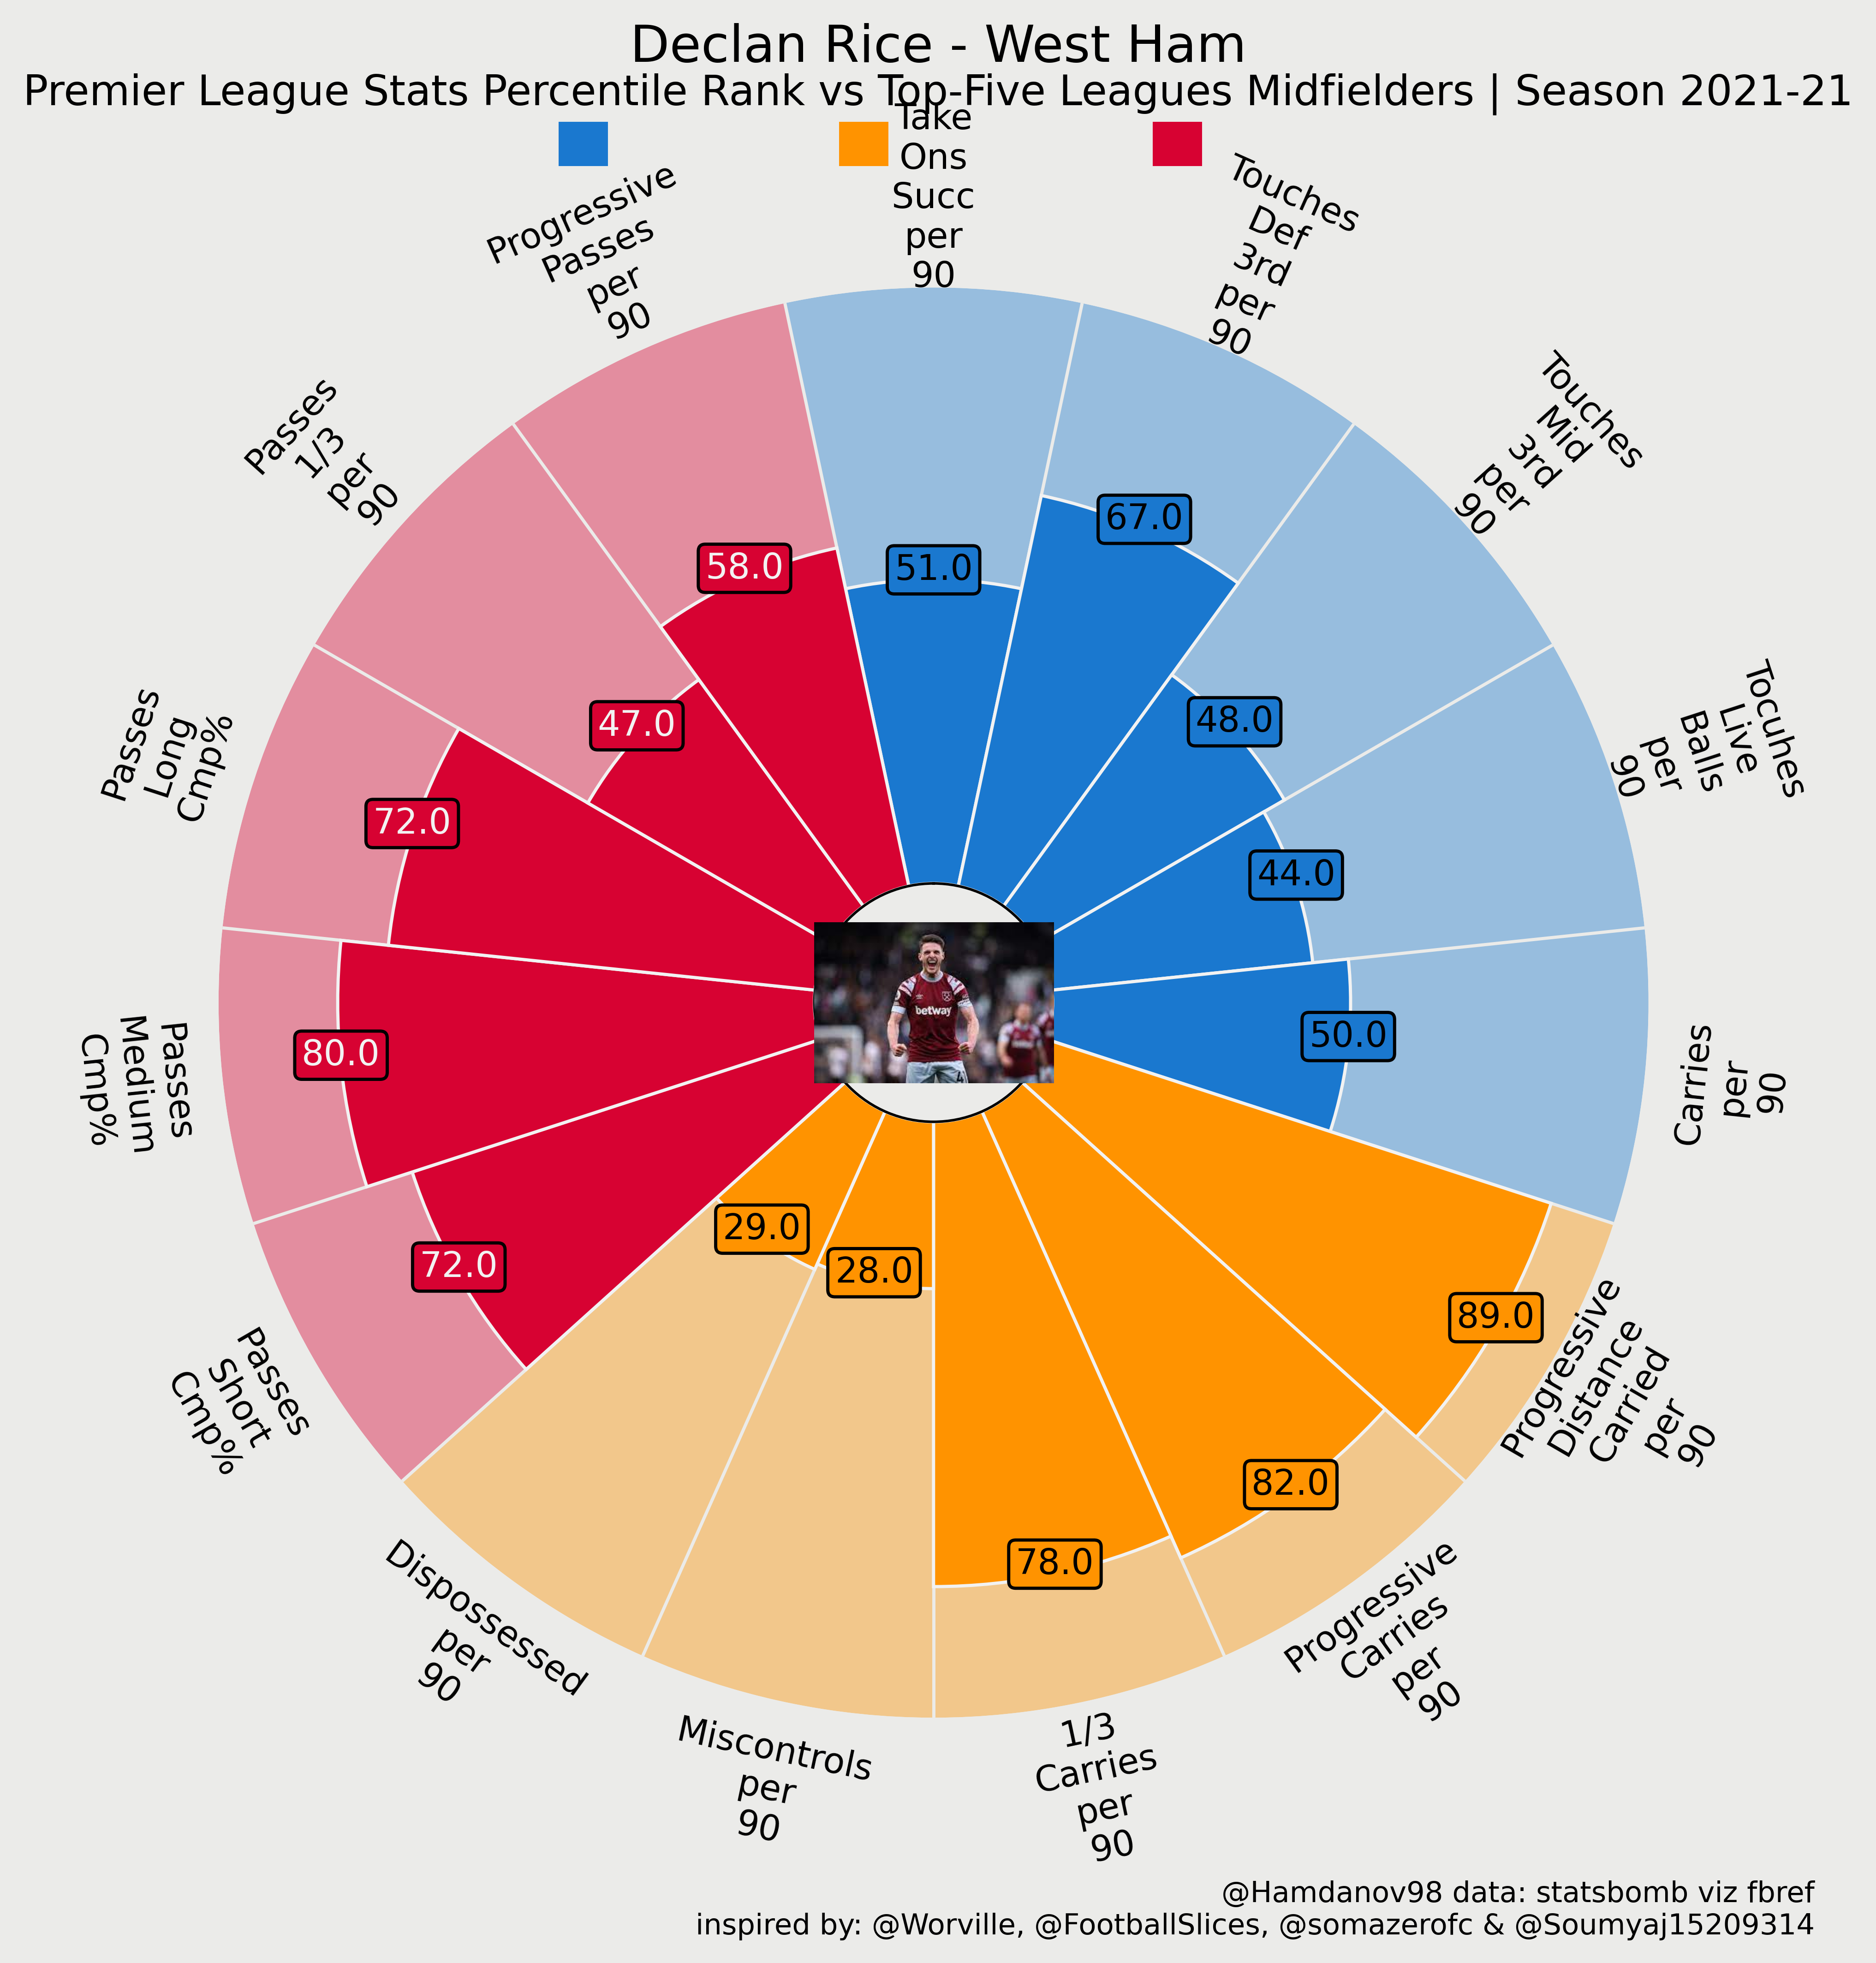 Declan Rice - West Ham
Premier League Stats Percentile Rank vs Top-Five Leagues Midfielders | Season 2021-21
Take
Ons
Succ
per
90
Touches
Def
3rd
per
90
Touches
Mid
3rd
per
90
Tocuhes
Live
Balls
per
90
Carries
per
90
Progressive
Distance
Carried
per
90
Progressive
Carries
per
90
1/3
Carries
per
90
Miscontrols
per
90
Dispossessed
per
90
Passes
Short
Cmp%
Passes
Medium
Cmp%
Passes
Long
Cmp%
Passes
1/3
per
90
Progressive
Passes
per
90
51.0
67.0
48.0
44.0
50.0
89.0
82.0
78.0
28.0
29.0
72.0
80.0
72.0
47.0
58.0
betway
@Hamdanov98 data: statsbomb viz fbref
inspired by: @Worville, @FootballSlices, @somazerofc & @Soumyaj15209314